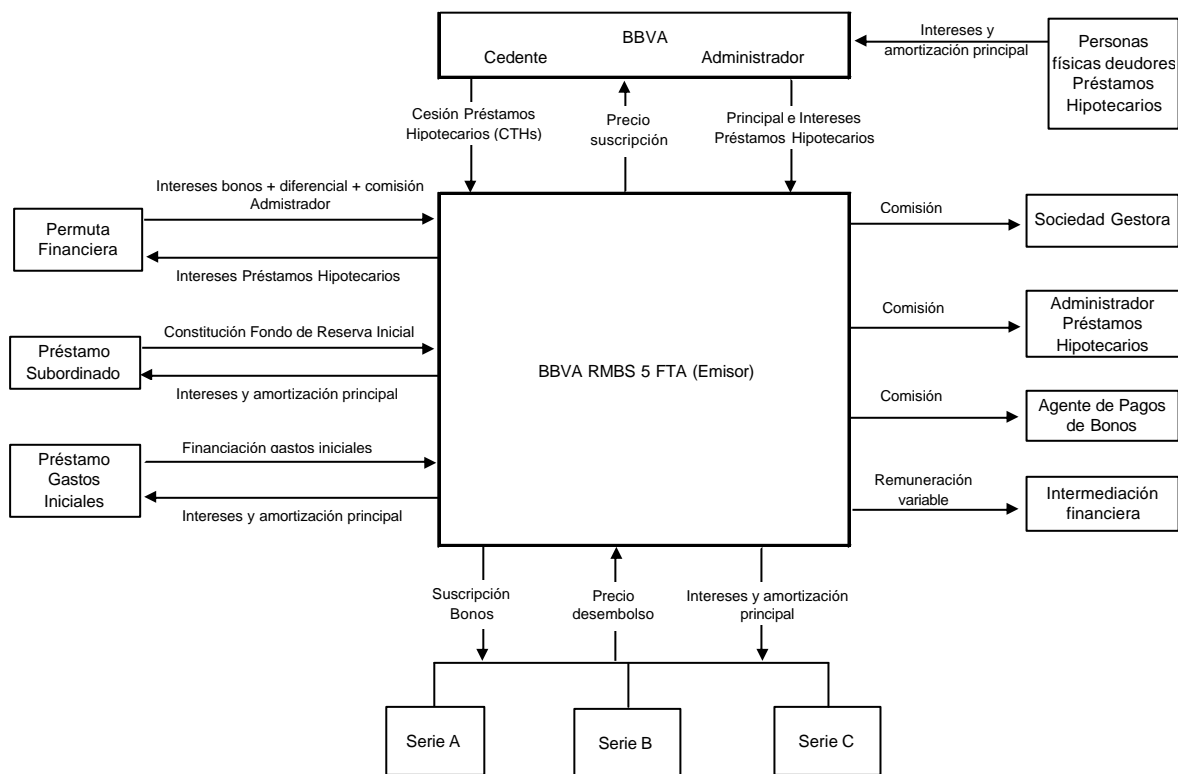 BBVA
Cedente
Administrador
Intereses y
amortización principal
Personas
físicas deudores
Préstamos
Hipotecarios
Cesión Préstamos
Hipotecarios (CTHs)
Precio
suscripción
Principal e Intereses
Préstamos Hipotecarios
Intereses bonos + diferencial + comisión
Admistrador
Permuta
Financiera
Intereses Préstamos Hipotecarios
Comisión
Sociedad Gestora
Constitución Fondo de Reserva Inicial
Préstamo
Subordinado
Intereses y amortización principal
BBVA RMBS 5 FTA (Emisor)
Comisión
Administrador
Préstamos
Hipotecarios
Comisión
Agente de Pagos
de Bonos
Financiación gastos iniciales
Préstamo
Gastos
Iniciales
Intereses y amortización principal
Remuneración
variable
Intermediación
financiera
Suscripción
Bonos
Precio
desembolso
Intereses y amortización
principal
Serie A
Serie B
Serie C